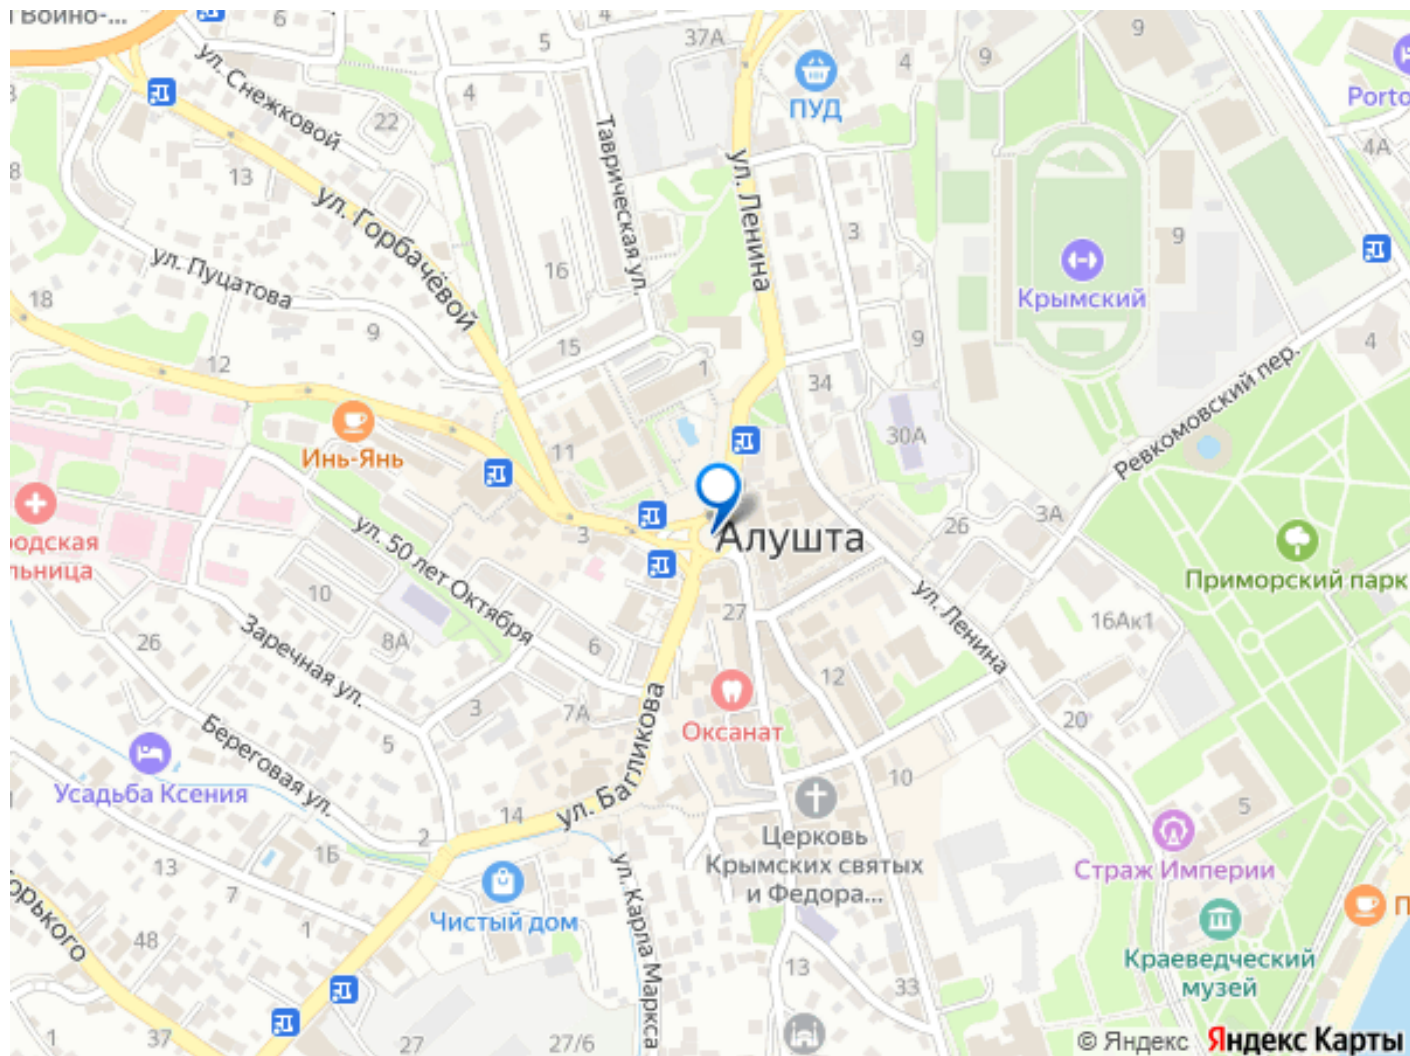 Войно-...
5
4
37А
4
9
9
ул. Снежковой
ПУД
Porto
4
22
Таврическая ул.
4А
13
ул. Горбачёвой
ул. Ленина
3
9
ул. Пуцатова
16
Крымский
18
9
15
9
4
12
1
34
Ревкомовский пер.
Инь-Янь
11
30А
3
3А
26
Алушта
ул. 50 лет Октября
Приморский парк
10
27
ул. Ленина
16Ак1
26
8А
6
Заречная ул.
12
3
7А
Оксанат
20
5
ул. Багликова
Береговая ул.
10
Усадьба Ксения
14
5
2
Церковь
Крымских святых
и Федора...
1Б
13
Страж Империи
7
ул. Карла Маркса
Чистый дом
1
48
Краеведческий
музей
13
33
1
37
27
27/6
© Яндекс Яндекс Карты